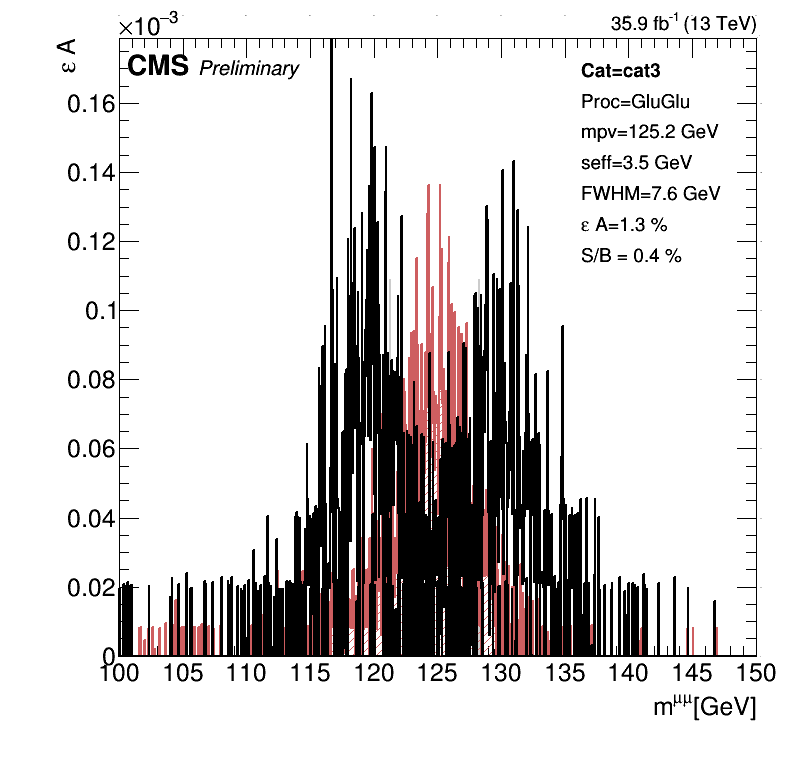 ×10⁻³
35.9 fb⁻¹ (13 TeV)
ε A
CMS Preliminary
Cat=cat3
Proc=GluGlu
mpv=125.2 GeV
seff=3.5 GeV
FWHM=7.6 GeV
ε A=1.3 %
S/B = 0.4 %
0.16
0.14
0.12
0.1
0.08
0.06
0.04
0.02
0
100 105 110 115 120 125 130 135 140 145 150
m^μμ[GeV]